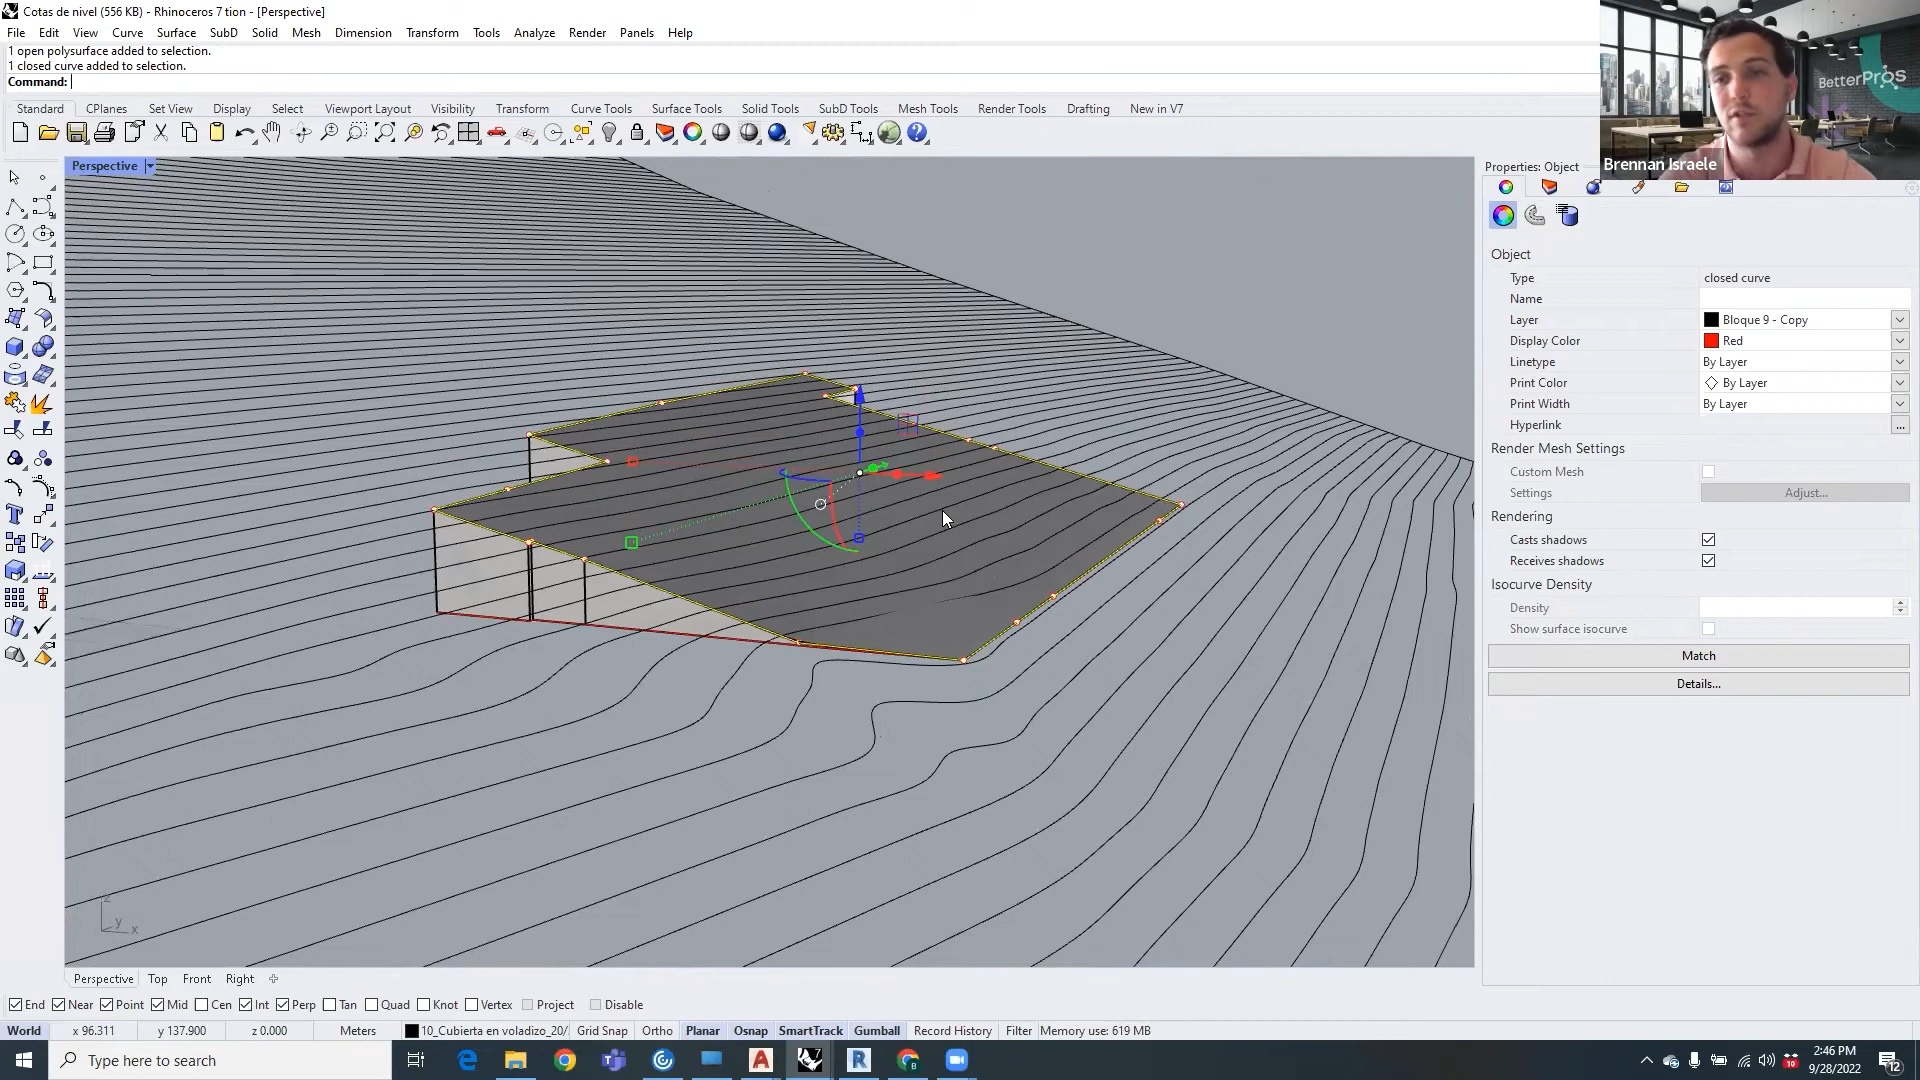 Cotas de nivel (556 KB) - Rhinoceros 7 tion - [Perspective]
File Edit View Curve Surface SubD Solid Mesh Dimension Transform Tools Analyze Render Panels Help
1 open polysurface added to selection.
1 closed curve added to selection.
Command:
Standard CPlanes Set View Display Select Viewport Layout Visibility Transform Curve Tools Surface Tools Solid Tools SubD Tools Mesh Tools Render Tools Drafting New in V7
BetterPros
Brennan Israele
Perspective
Properties: Object
Object
Type closed curve
Name
Layer Bloque 9 - Copy
Display Color Red
Linetype By Layer
Print Color By Layer
Print Width By Layer
Hyperlink ...
Render Mesh Settings
Custom Mesh
Settings Adjust...
Rendering
Casts shadows
Receives shadows
Isocurve Density
Density
Show surface isocurve
Match
Details...
z
y
x
Perspective Top Front Right
End Near Point Mid Cen Int Perp Tan Quad Knot Vertex Project Disable
World x 96.311 y 137.900 z 0.000 Meters 10_Cubierta en voladizo_20/ Grid Snap Ortho Planar Osnap SmartTrack Gumball Record History Filter Memory use: 619 MB
Type here to search
2:46 PM
9/28/2022
12